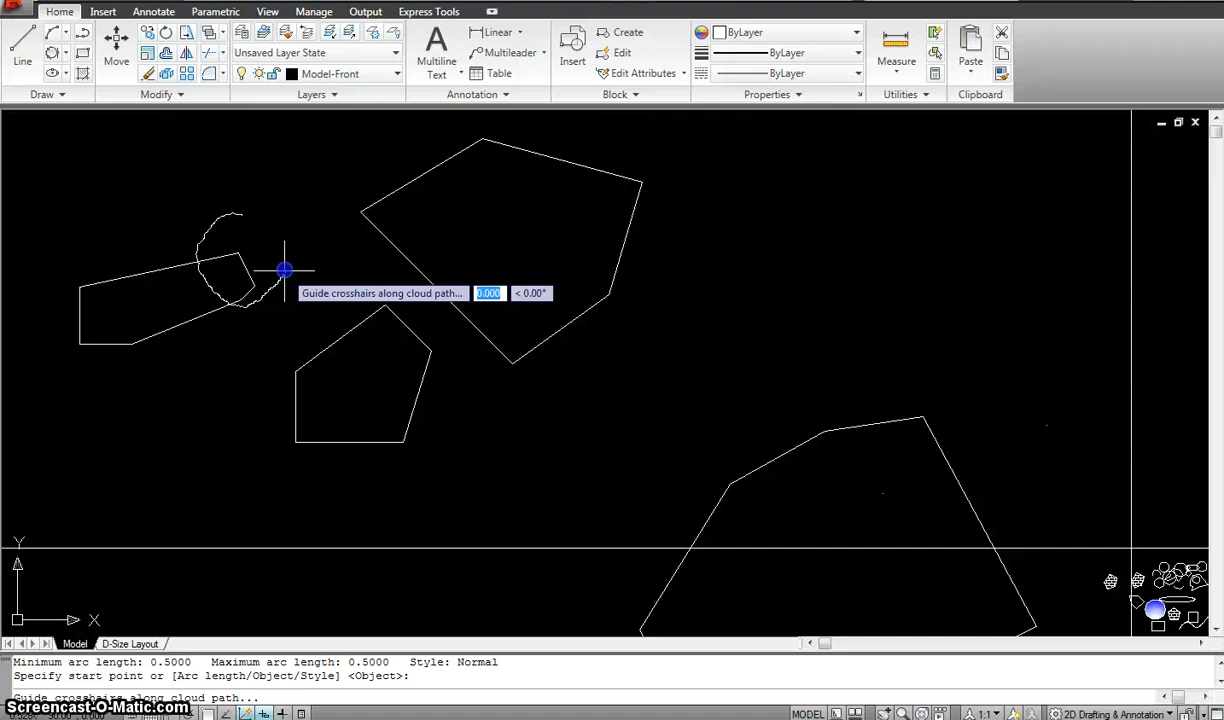 Home Insert Annotate Parametric View Manage Output Express Tools
Line
Move
Unsaved Layer State
Model-Front
Multiline
Text
Linear
Multileader
Table
Insert
Create
Edit
Edit Attributes
ByLayer
ByLayer
ByLayer
Measure
Paste
Draw Modify Layers Annotation Block Properties Utilities Clipboard
Guide crosshairs along cloud path... 0.000 < 0.00°
Y
X
Model D-Size Layout
Minimum arc length: 0.5000 Maximum arc length: 0.5000 Style: Normal
Specify start point or [Arc length/Object/Style] <Object>:
Guide crosshairs along cloud path...
Screencast-O-Matic.com
MODEL 1:1 2D Drafting & Annotation